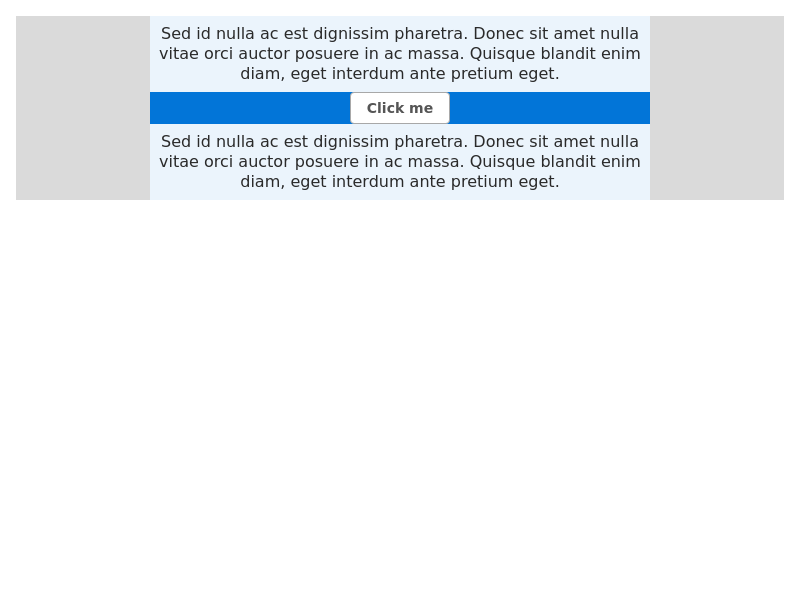 Sed id nulla ac est dignissim pharetra. Donec sit amet nulla
vitae orci auctor posuere in ac massa. Quisque blandit enim
diam, eget interdum ante pretium eget.
Click me
Sed id nulla ac est dignissim pharetra. Donec sit amet nulla
vitae orci auctor posuere in ac massa. Quisque blandit enim
diam, eget interdum ante pretium eget.